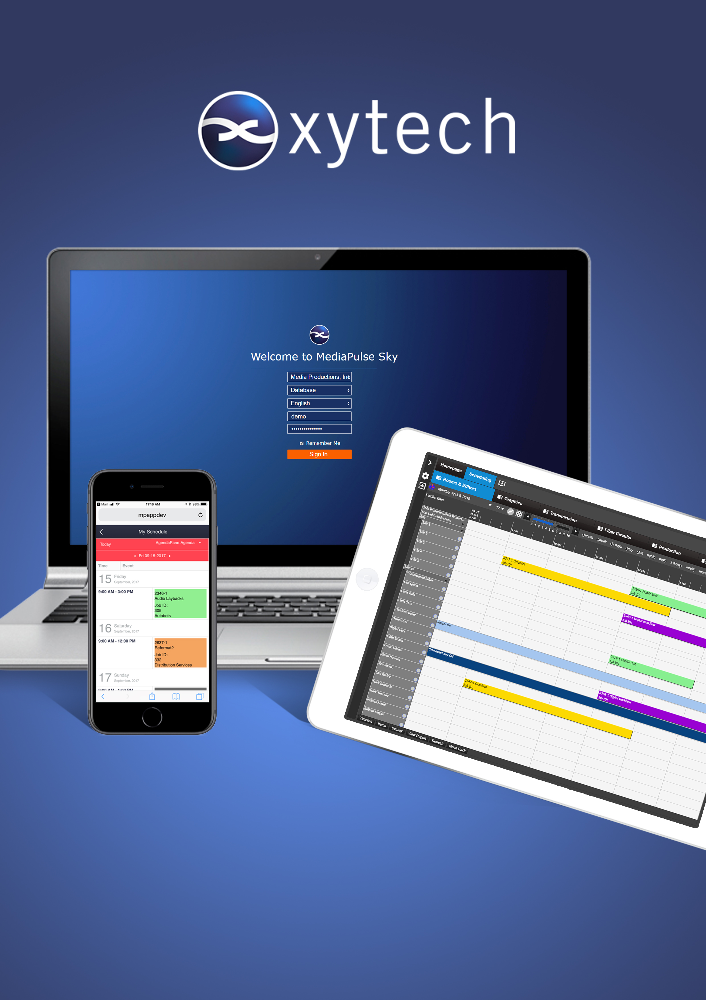 xytech
Welcome to MediaPulse Sky
Media Productions, Inc
Database
English
demo
•••••••••••••••
Remember Me
Sign In
Mail
11:16 AM
98%
mpappdev
My Schedule
Today
AgendaPane.Agenda
Fri 09-15-2017
Time Event
15 Friday
September, 2017
9:00 AM - 3:00 PM
2346-1
Audio Laybacks
Job ID:
305
Autobots
16 Saturday
September, 2017
9:00 AM - 12:00 PM
2637-1
Reformat2
Job ID:
332
Distribution Services
17 Sunday
September, 2017
9:00 AM - 1:00 PM
Homepage Scheduling
Rooms & Editors Graphics Transmission Fiber Circuits Production
Monday, April 8, 2019
12
0 1 2 3 4 5 6 7 8 9 10
month week 3 days day left right day 3 days week
Pacific Time
Wk 15
Mon 8
8 AM 9 AM 10 AM 11 AM 12 PM 1 PM
350: Production/Post Product...
Star Light Productions
Edit
Edit 1
Edit 2
Edit 3
Edit 4
Edit 5
Editors
* Unassigned Labor
Carl Quinn
Carla Avila
Carla Sosa
Charlene Baker
Demo User
Digital User
Edith Brown
Frank Tulane
Gwen Howard
Ken Shook
Lani Gorley
Mark Richards
Mark Thoreau
Melissa Korrel
Nathan Simple
3547-1 Graphics
Job ID:
7319-1 Mobile Unit
Job ID:
3548-1 Digital workflow
Job ID:
Roster On
Scheduled day Off
7319-1 Mobile Unit
Job ID:
3547-1 Graphics
Job ID:
3548-1 Digital workflow
Job ID:
Timeline Items Display View Report Refresh Move Back